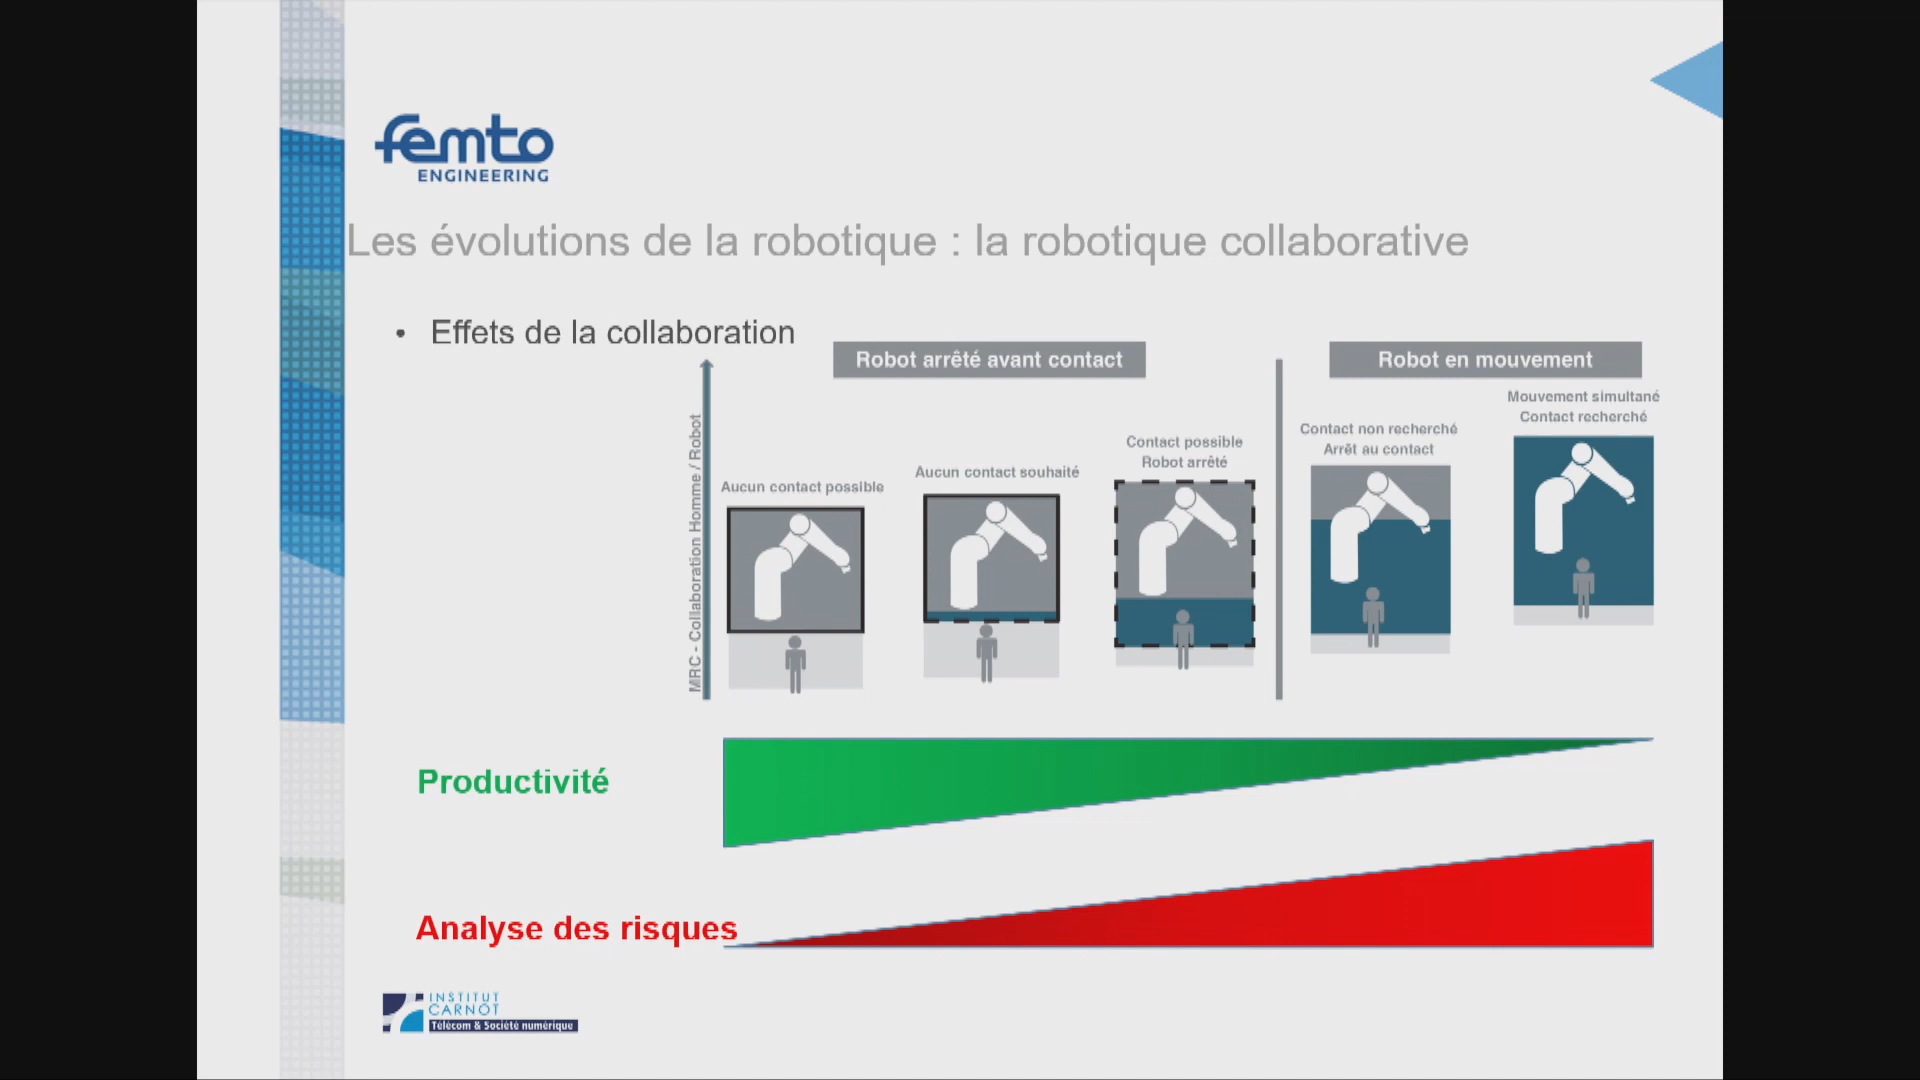 femto
ENGINEERING
Les évolutions de la robotique : la robotique collaborative
• Effets de la collaboration
Robot arrêté avant contact
Robot en mouvement
MRC - Collaboration Homme / Robot
Aucun contact possible
Aucun contact souhaité
Contact possible
Robot arrêté
Contact non recherché
Arrêt au contact
Mouvement simultané
Contact recherché
Productivité
Analyse des risques
INSTITUT
CARNOT
Télécom & Société numérique